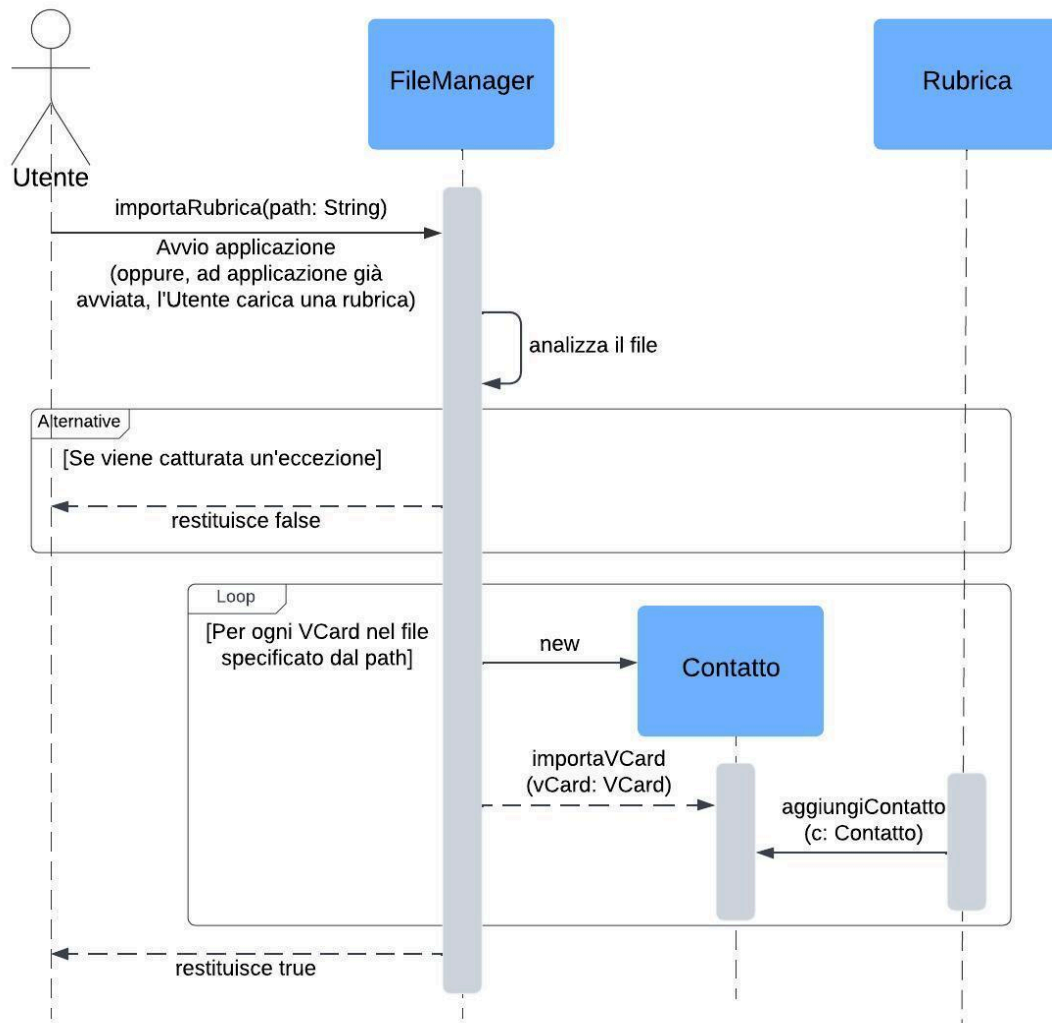 FileManager
Rubrica
Utente
importaRubrica(path: String)
Avvio applicazione
(oppure, ad applicazione già
avviata, l'Utente carica una rubrica)
analizza il file
Alternative
[Se viene catturata un'eccezione]
restituisce false
Loop
[Per ogni VCard nel file
specificato dal path]
new
Contatto
importaVCard
(vCard: VCard)
aggiungiContatto
(c: Contatto)
restituisce true